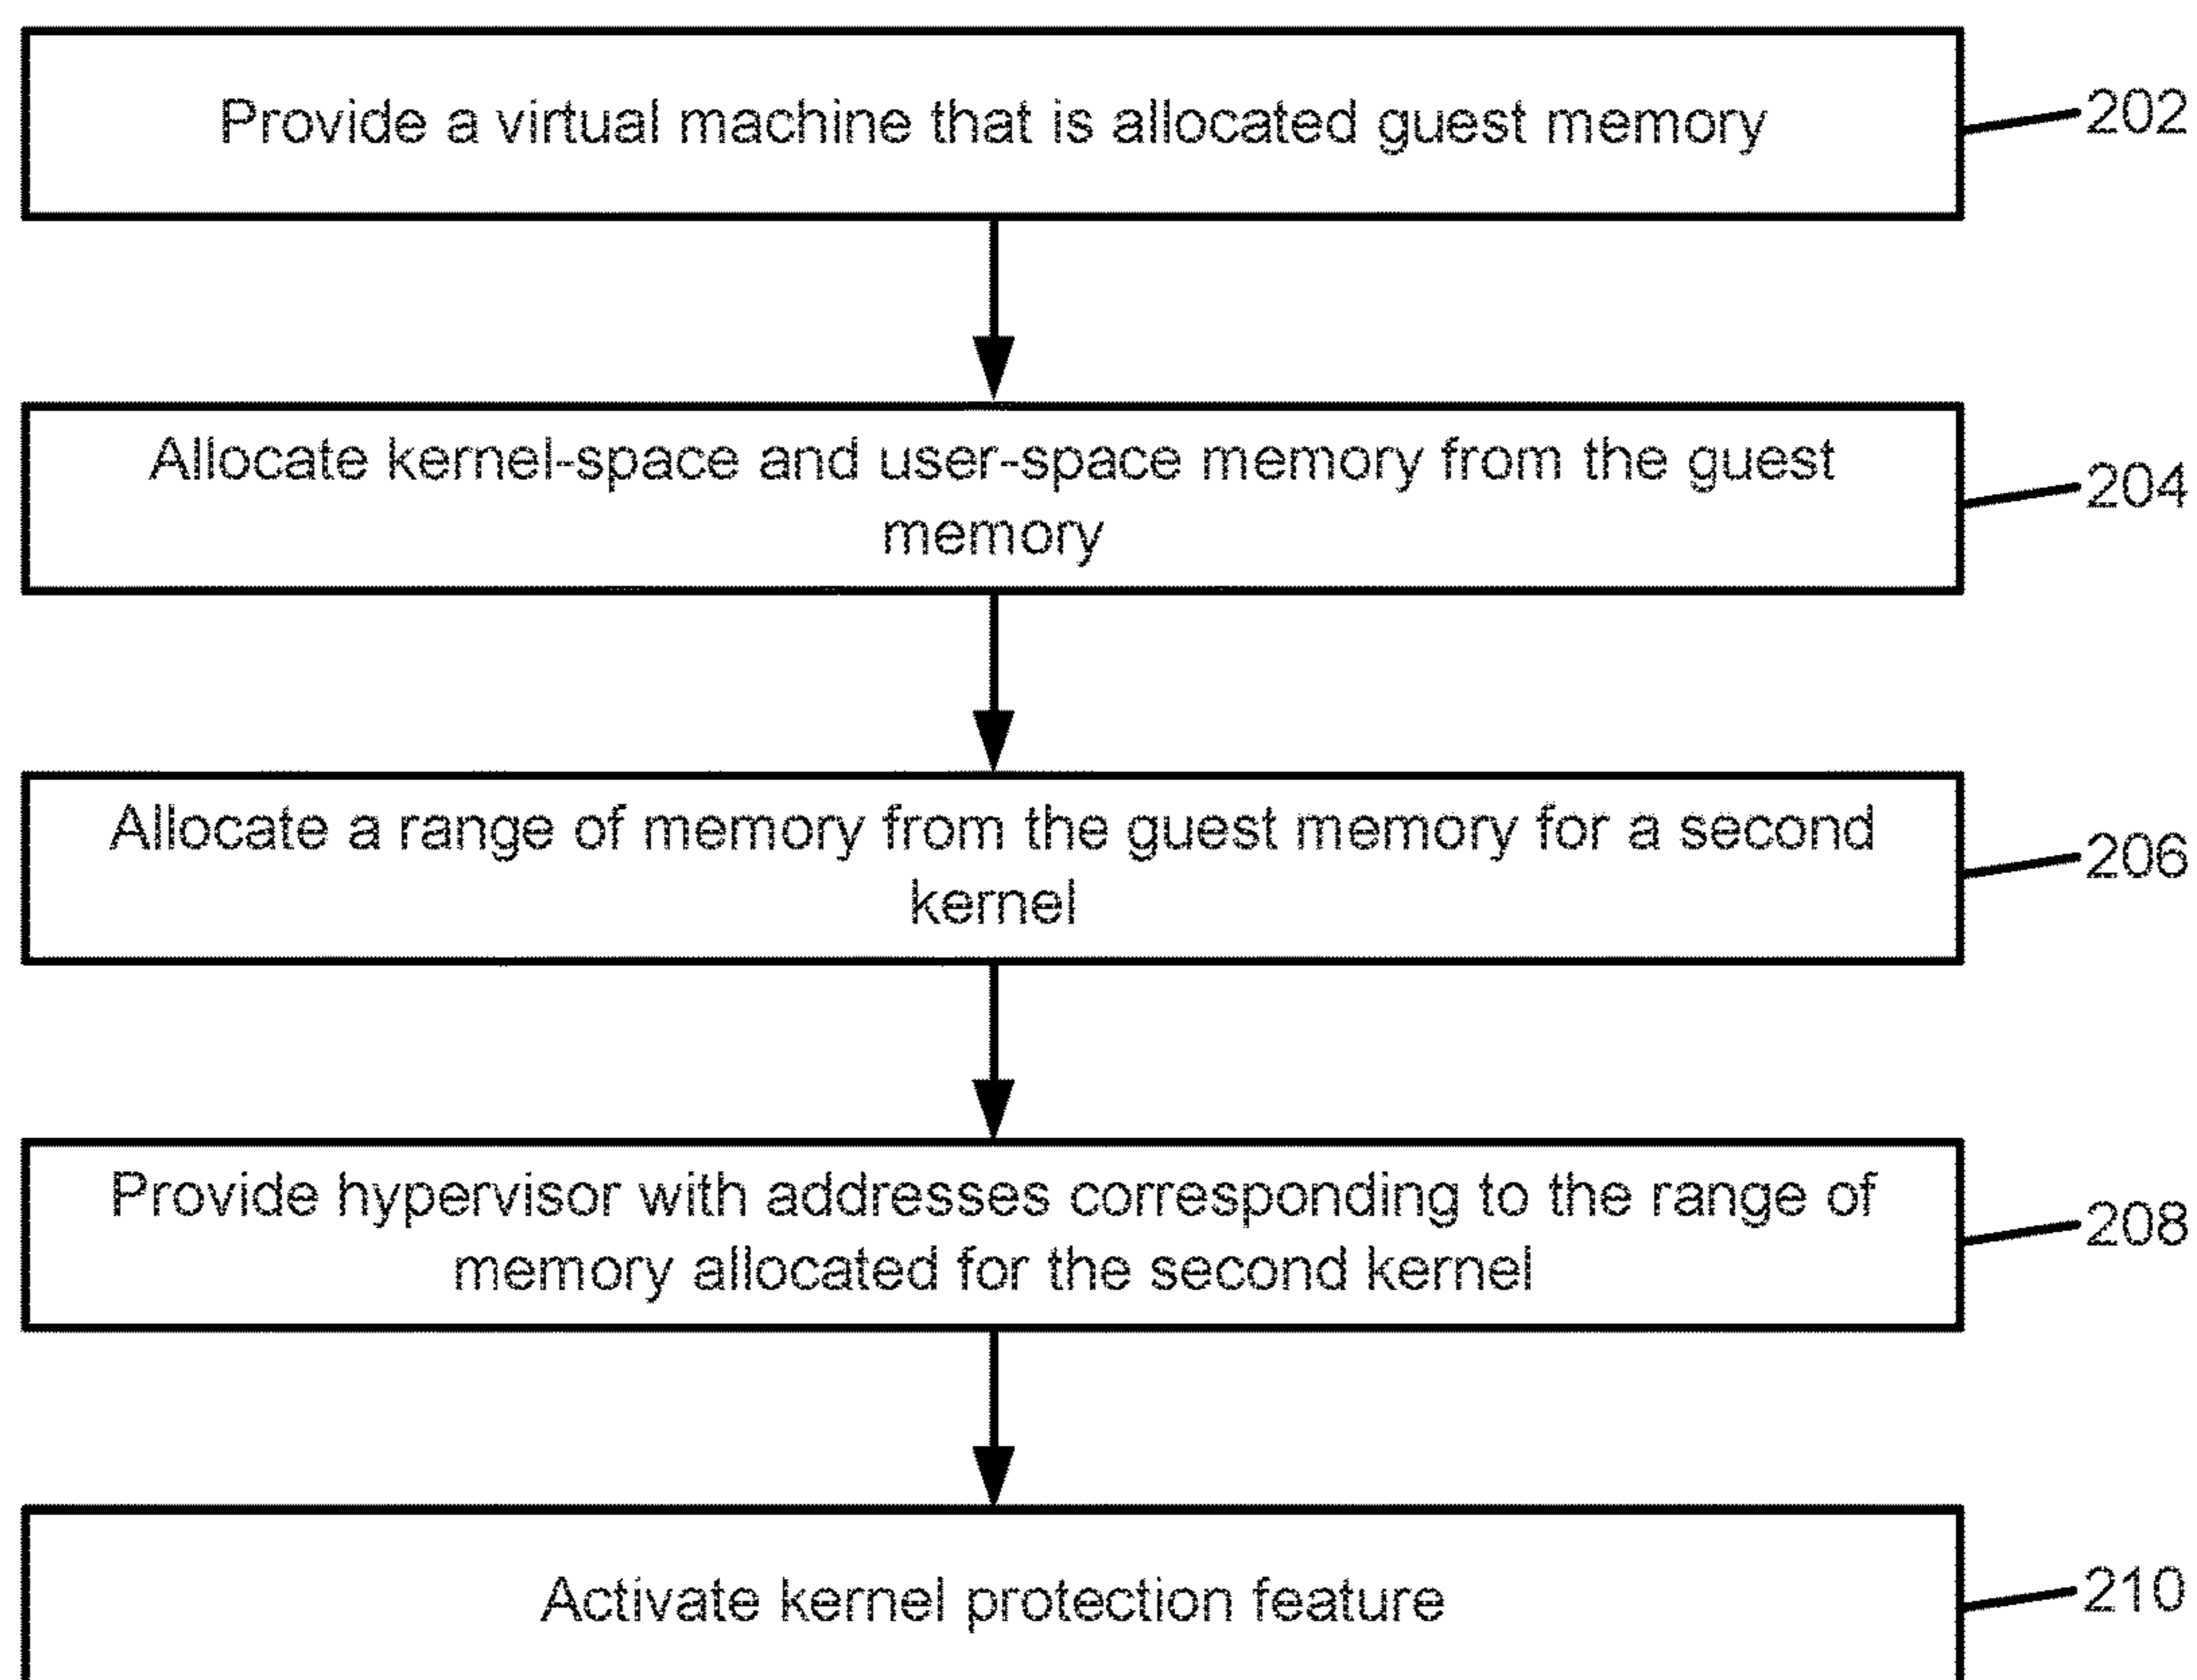 Provide a virtual machine that is allocated guest memory
202
Allocate kernel-space and user-space memory from the guest
memory
204
Allocate a range of memory from the guest memory for a second
kernel
206
Provide hypervisor with addresses corresponding to the range of
memory allocated for the second kernel
208
Activate kernel protection feature
210